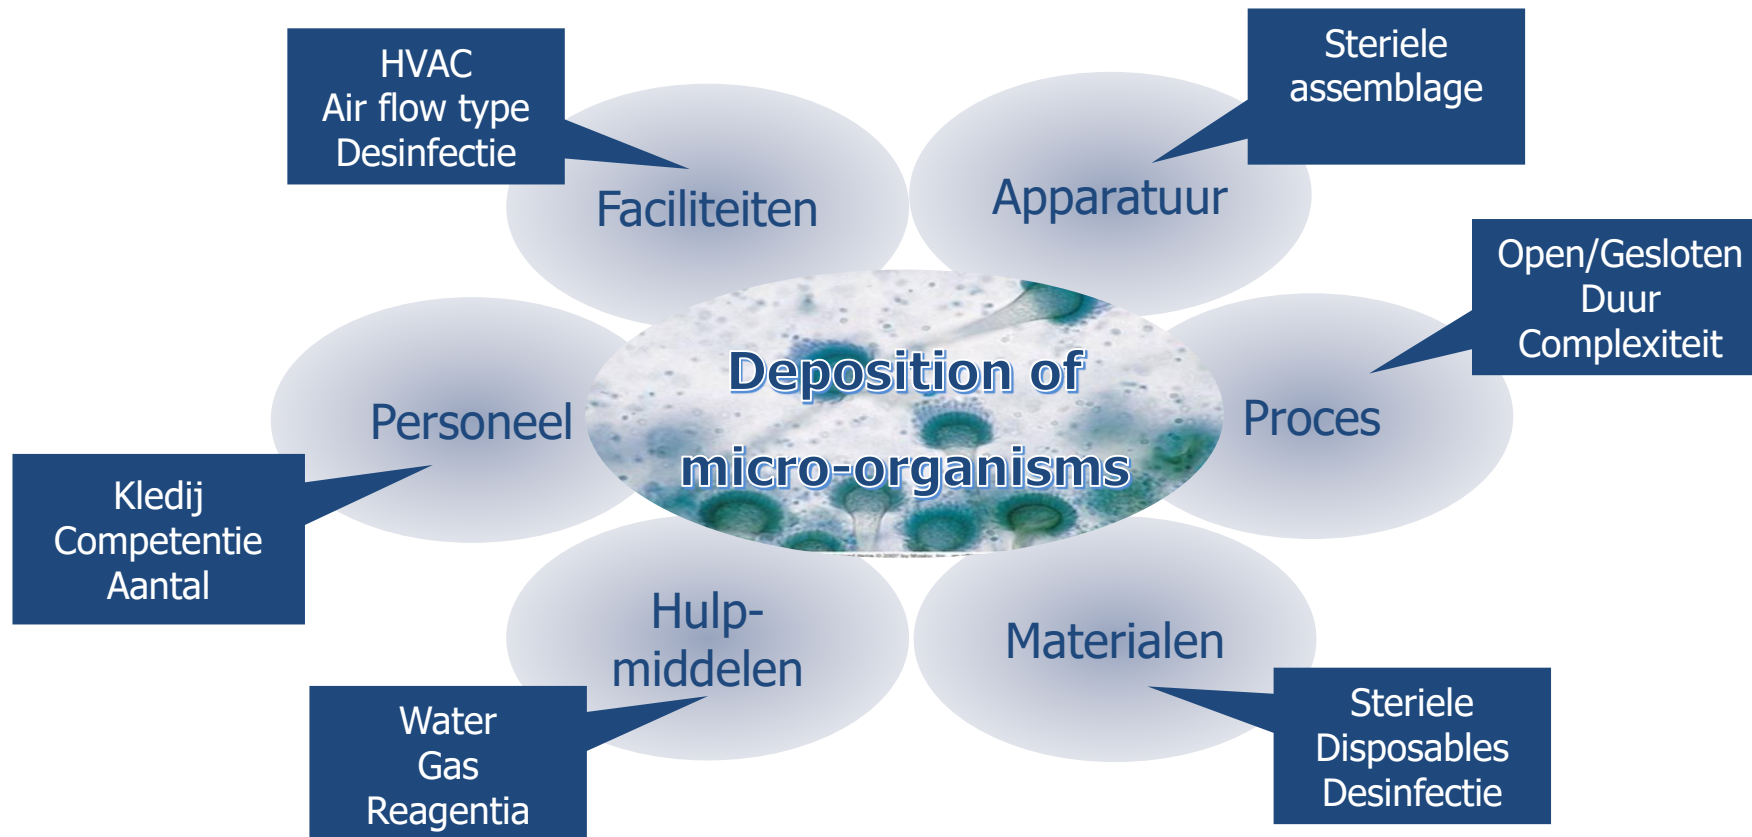 HVAC
Air flow type
Desinfectie
Faciliteiten
Steriele
assemblage
Apparatuur
Open/Gesloten
Duur
Complexiteit
Proces
Deposition of
micro-organisms
Personeel
Kledij
Competentie
Aantal
Hulp-
middelen
Water
Gas
Reagentia
Materialen
Steriele
Disposables
Desinfectie